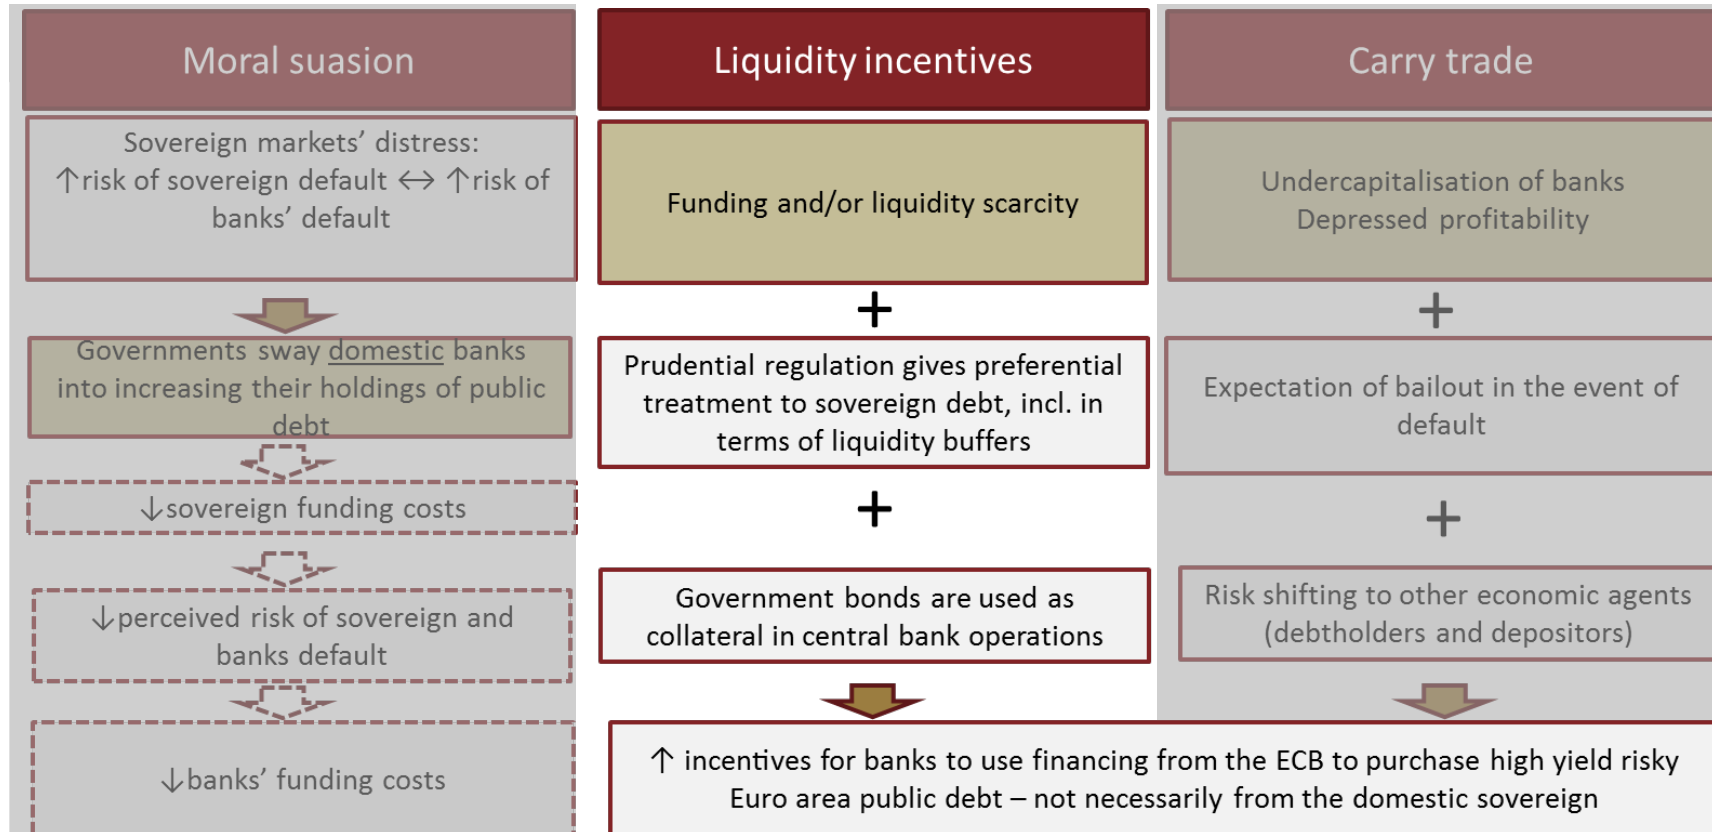 Moral suasion
Sovereign markets’ distress:
↑risk of sovereign default ↔ ↑risk of
banks’ default
Governments sway domestic banks
into increasing their holdings of public
debt
↓sovereign funding costs
↓perceived risk of sovereign and
banks default
↓banks’ funding costs
Liquidity incentives
Funding and/or liquidity scarcity
+
Prudential regulation gives preferential
treatment to sovereign debt, incl. in
terms of liquidity buffers
+
Government bonds are used as
collateral in central bank operations
Carry trade
Undercapitalisation of banks
Depressed profitability
+
Expectation of bailout in the event of
default
+
Risk shifting to other economic agents
(debtholders and depositors)
↑ incentives for banks to use financing from the ECB to purchase high yield risky
Euro area public debt – not necessarily from the domestic sovereign